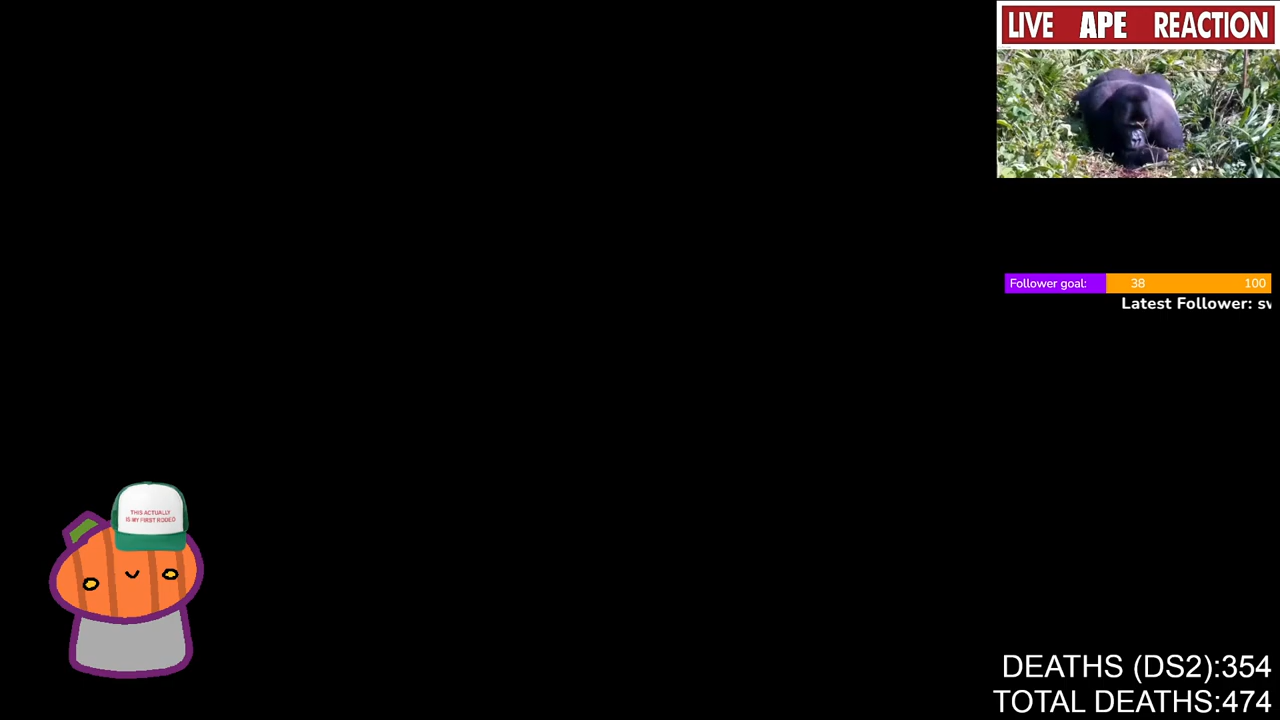 LIVE APE REACTION
Follower goal: 38 100
Latest Follower:
THIS ACTUALLY
IS MY FIRST RODEO
DEATHS (DS2):354
TOTAL DEATHS:474